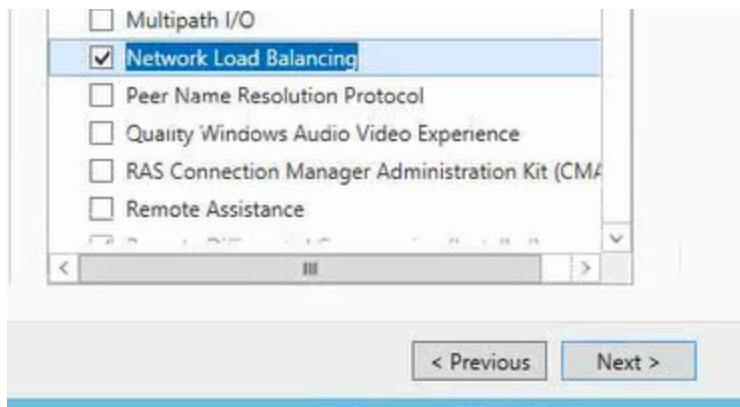 Multipath I/O
Network Load Balancing
Peer Name Resolution Protocol
Quality Windows Audio Video Experience
RAS Connection Manager Administration Kit (CMA
Remote Assistance
< Previous
Next >